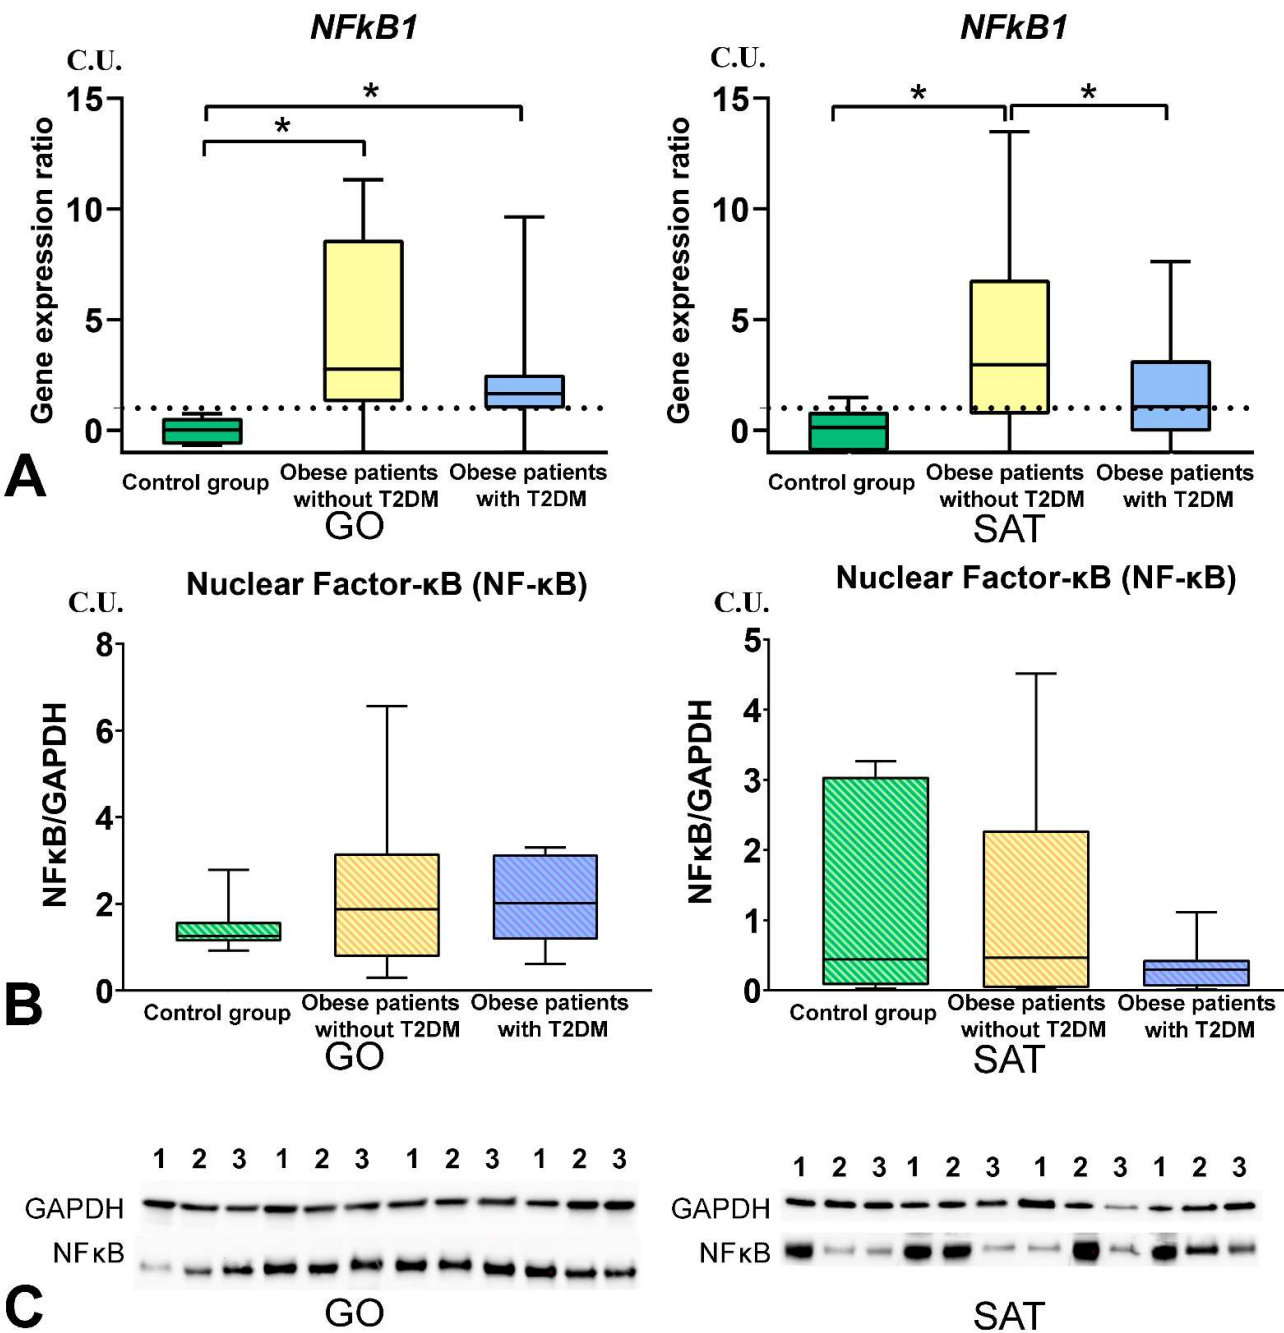 NFkB1
C.U.
15
10
5
0
Gene expression ratio
*
*
Control group
Obese patients
without T2DM
Obese patients
with T2DM
GO
NFkB1
C.U.
15
10
5
0
Gene expression ratio
*
*
Control group
Obese patients
without T2DM
Obese patients
with T2DM
SAT
A
Nuclear Factor-κB (NF-κB)
C.U.
8
6
4
2
0
NFκB/GAPDH
Control group
Obese patients
without T2DM
Obese patients
with T2DM
GO
Nuclear Factor-κB (NF-κB)
C.U.
5
4
3
2
1
0
NFκB/GAPDH
Control group
Obese patients
without T2DM
Obese patients
with T2DM
SAT
B
1 2 3 1 2 3 1 2 3 1 2 3
GAPDH
NFκB
GO
1 2 3 1 2 3 1 2 3 1 2 3
GAPDH
NFκB
SAT
C